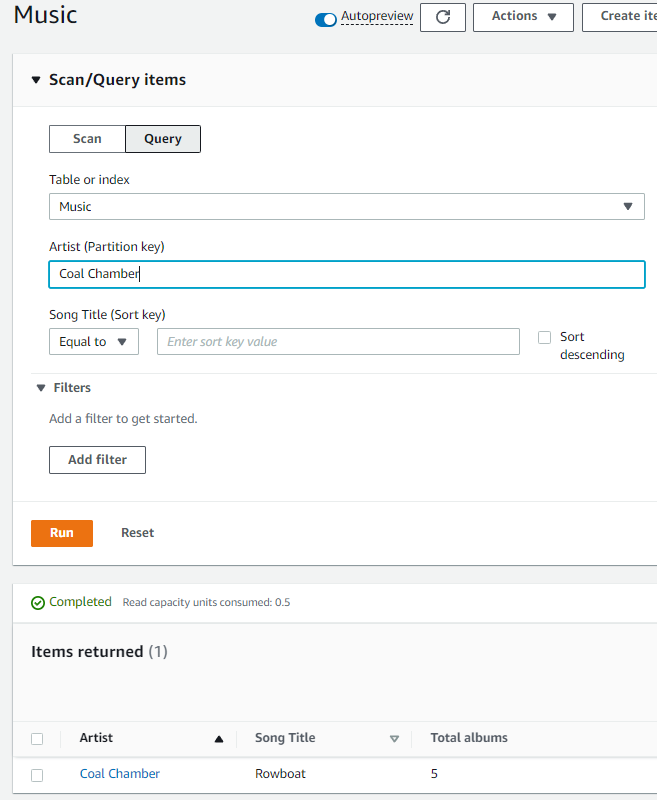 Music
Autopreview
Actions
Create ite
Scan/Query items
Scan Query
Table or index
Music
Artist (Partition key)
Coal Chamber
Song Title (Sort key)
Equal to
Enter sort key value
Sort descending
Filters
Add a filter to get started.
Add filter
Run Reset
Completed Read capacity units consumed: 0.5
Items returned (1)
Artist Song Title Total albums
Coal Chamber Rowboat 5